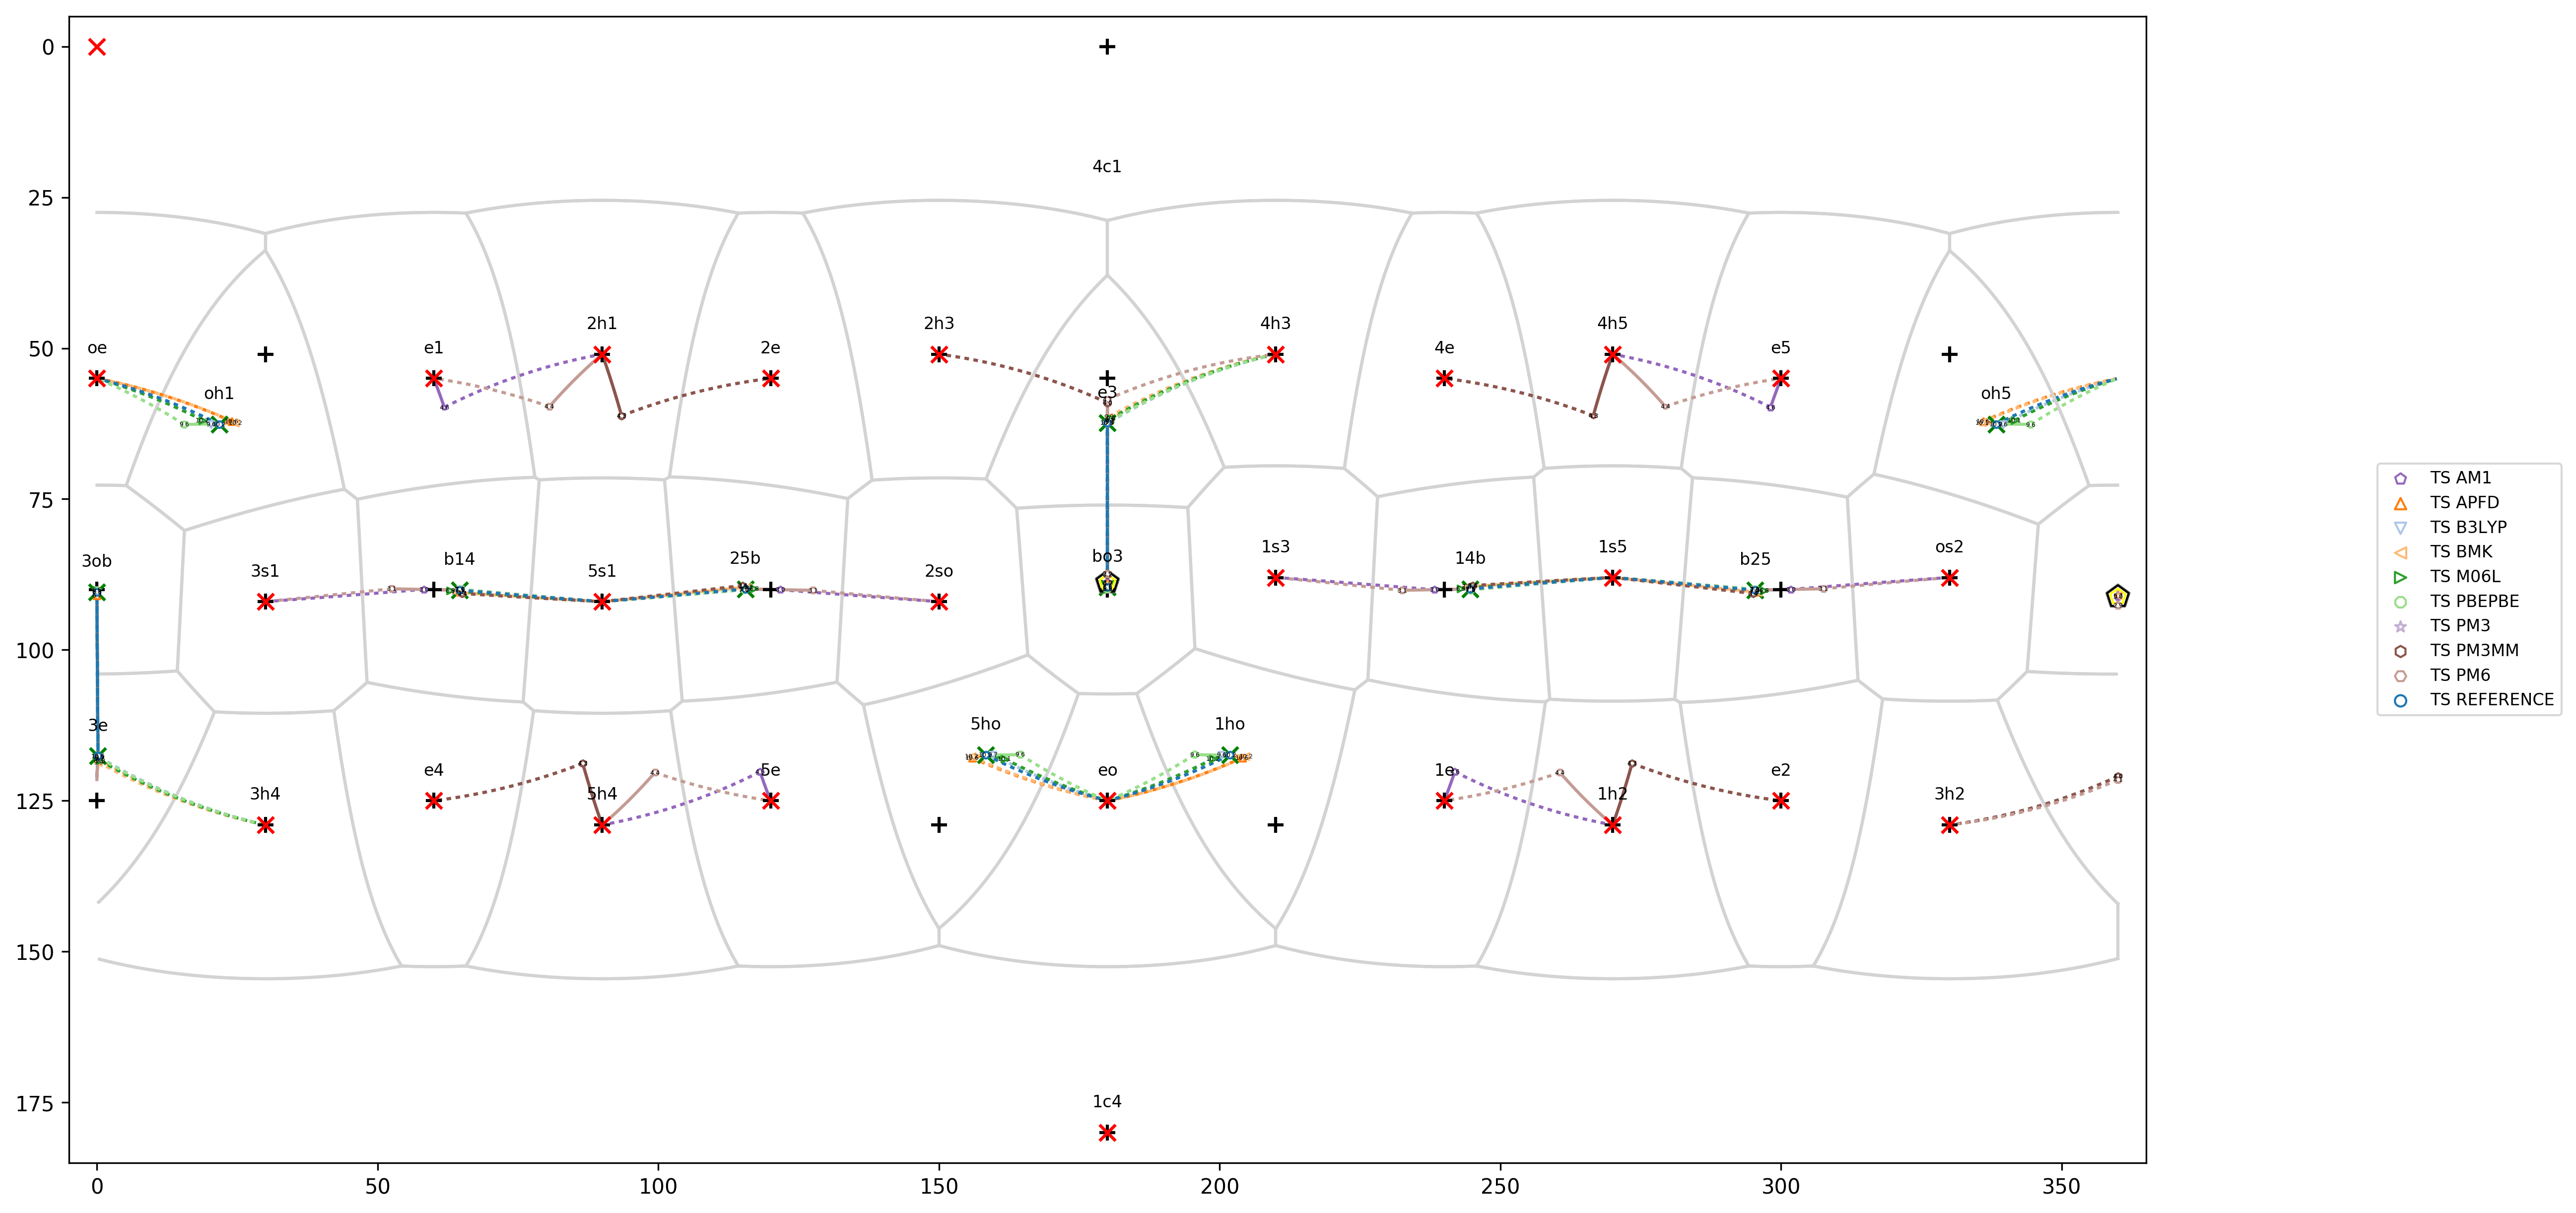 0
4c1
25
2h1
2h3
4h3
4h5
oe
e1
2e
4e
e5
50
oh1
e3
oh5
75
3ob
3s1
b14
5s1
25b
2so
bo3
1s3
14b
1s5
b25
os2
100
3e
5ho
1ho
e4
5e
eo
1e
e2
3h4
5h4
1h2
3h2
125
150
175
1c4
0
50
100
150
200
250
300
350
TS AM1
TS APFD
TS B3LYP
TS BMK
TS M06L
TS PBEPBE
TS PM3
TS PM3MM
TS PM6
TS REFERENCE